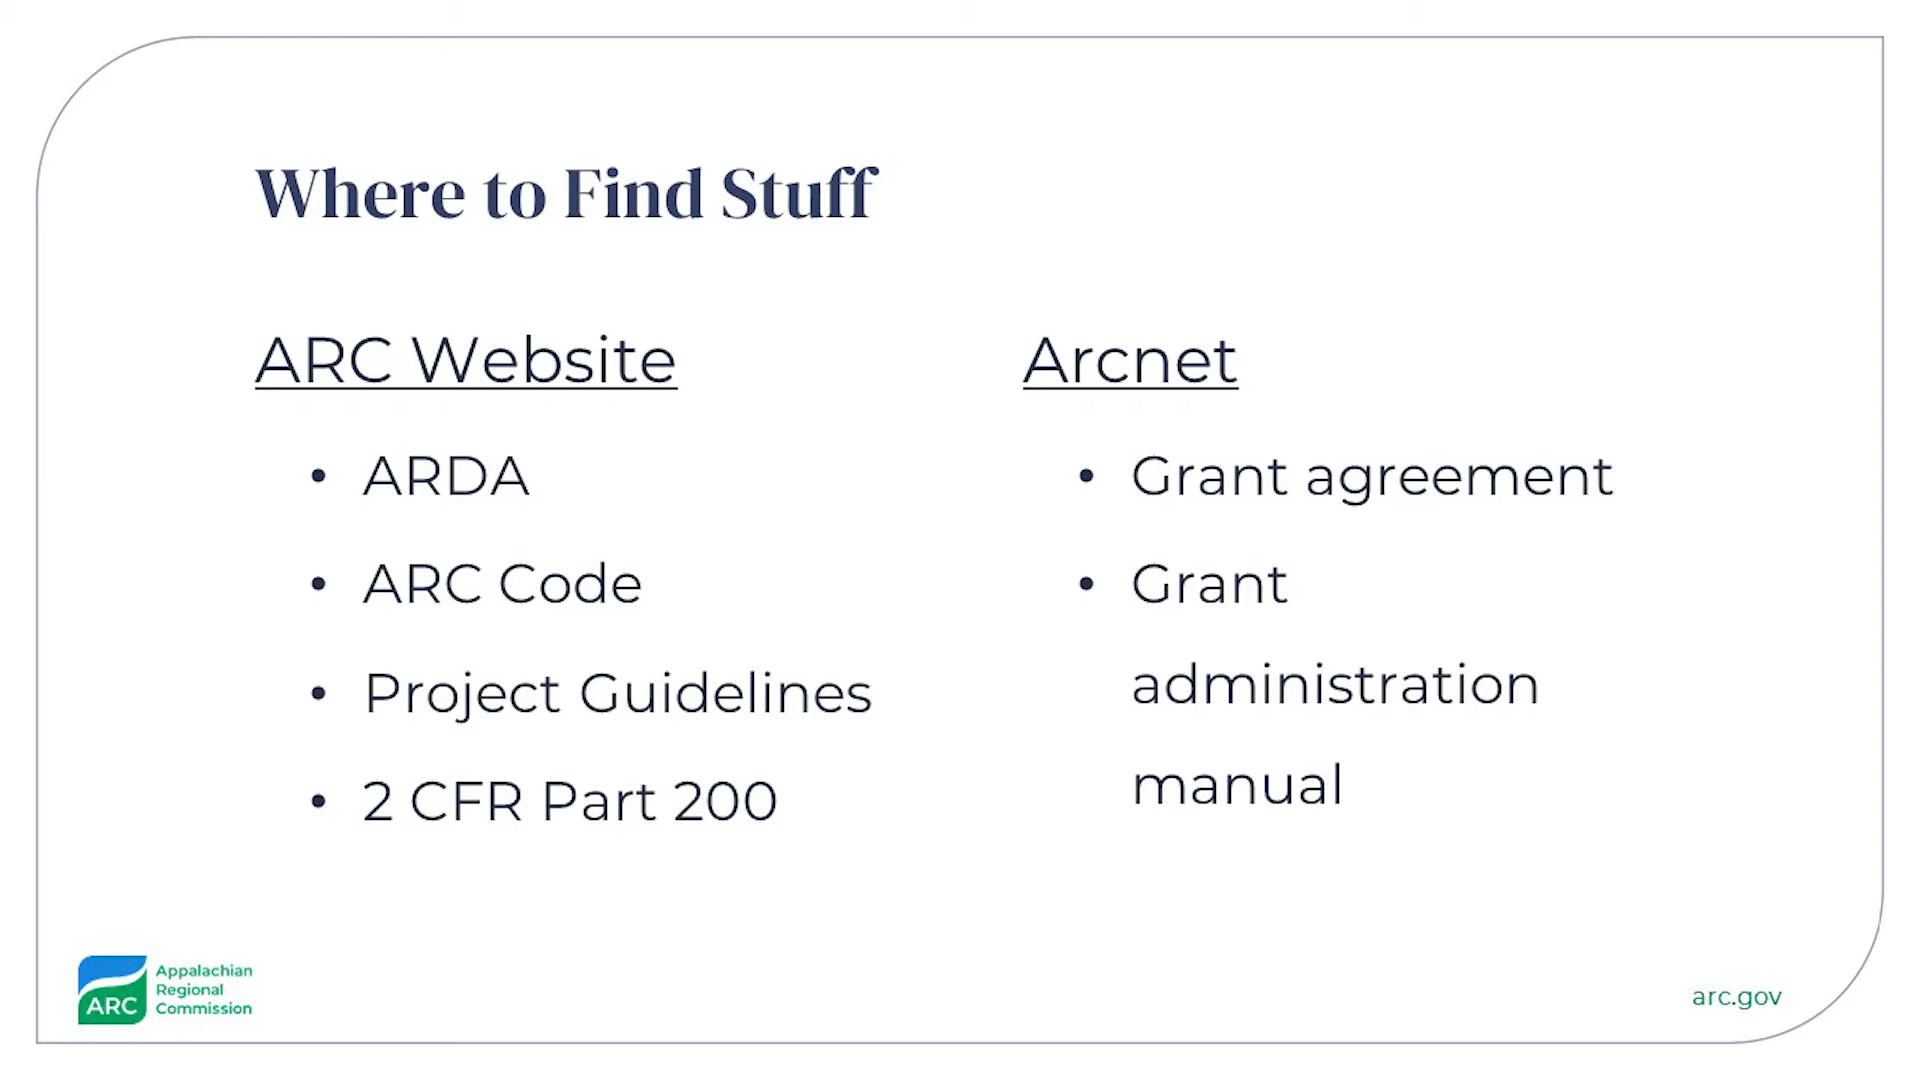 Where to Find Stuff
ARC Website
• ARDA
• ARC Code
• Project Guidelines
• 2 CFR Part 200
Arcnet
• Grant agreement
• Grant
administration
manual
ARC
Appalachian
Regional
Commission
arc.gov